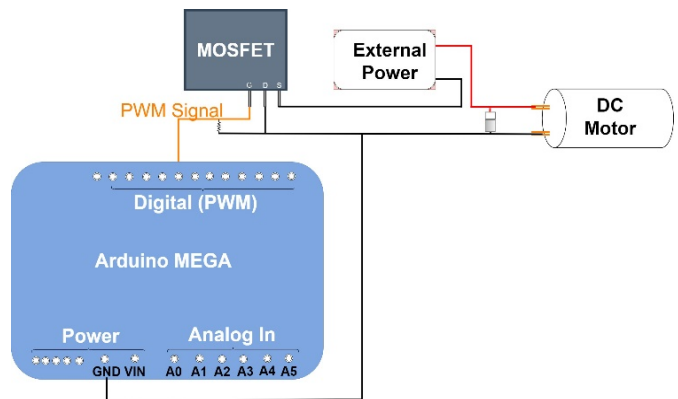 MOSFET
G D S
External
Power
DC
Motor
PWM Signal
Digital (PWM)
Arduino MEGA
Power
Analog In
GND VIN
A0 A1 A2 A3 A4 A5